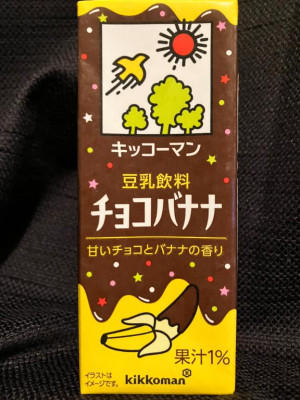 キッコーマン
豆乳飲料
チョコバナナ
甘いチョコとバナナの香り
果汁1%
イラストは
イメージです。
kikkoman®